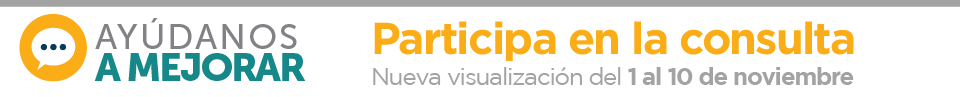 AYÚDANOS
A MEJORAR
Participa en la consulta
Nueva visualización del 1 al 10 de noviembre